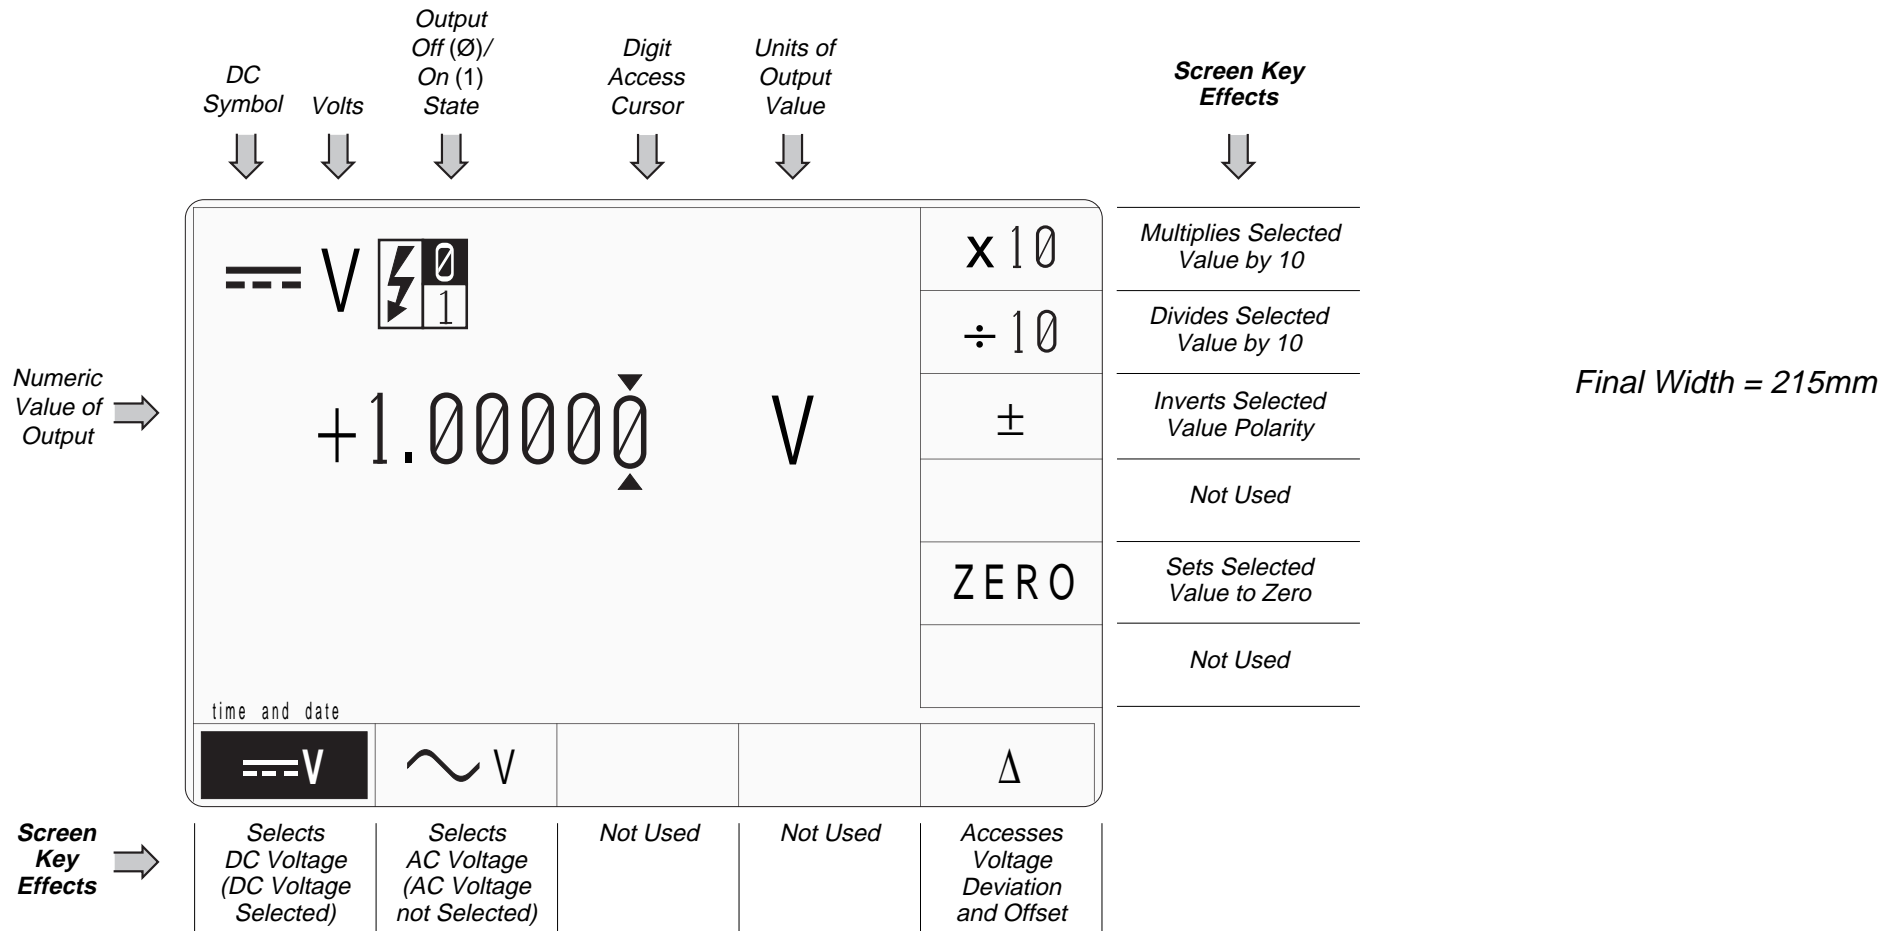 Output
Off (Ø)/
On (1)
State
DC
Symbol
Volts
Digit
Access
Cursor
Units of
Output
Value
Screen Key
Effects
V
0
1
x10
Multiplies Selected
Value by 10
÷10
Divides Selected
Value by 10
Numeric
Value of
Output
+1.00000 V
±
Inverts Selected
Value Polarity
Final Width = 215mm
Not Used
ZERO
Sets Selected
Value to Zero
Not Used
time and date
V
V
Δ
Screen
Key
Effects
Selects
DC Voltage
(DC Voltage
Selected)
Selects
AC Voltage
(AC Voltage
not Selected)
Not Used
Not Used
Accesses
Voltage
Deviation
and Offset